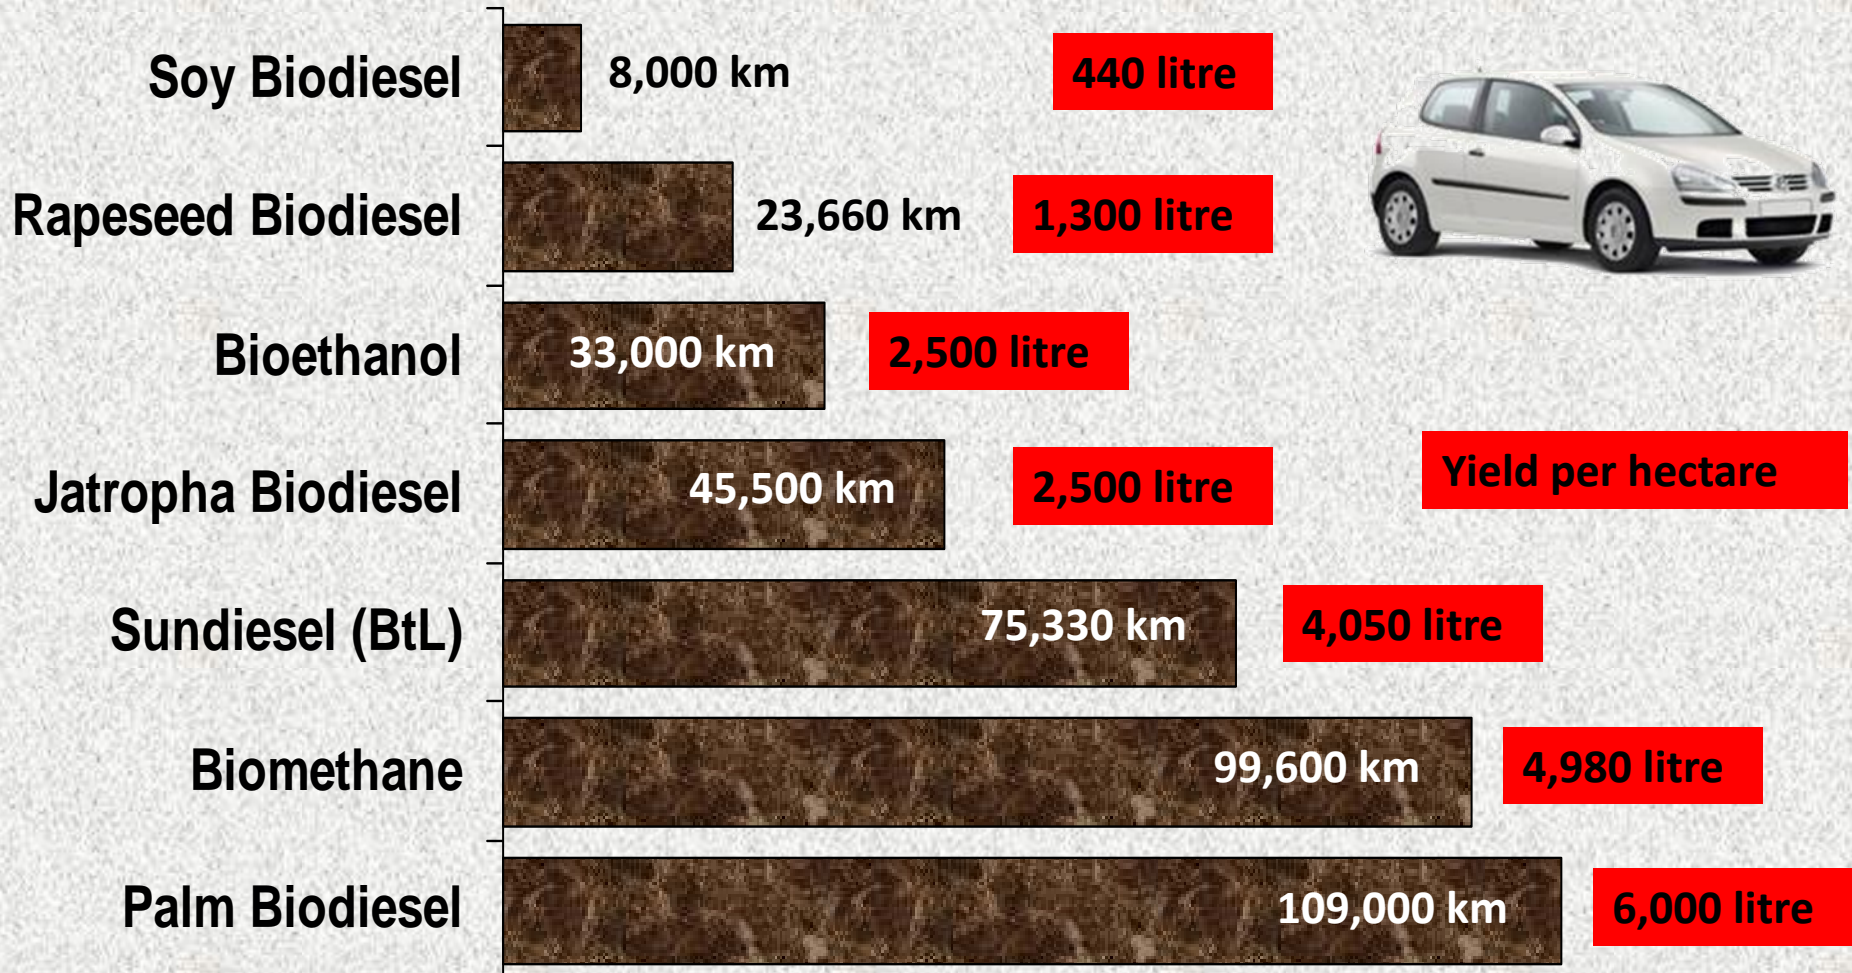 Soy Biodiesel 8,000 km 440 litre
Rapeseed Biodiesel 23,660 km 1,300 litre
Bioethanol 33,000 km 2,500 litre
Jatropha Biodiesel 45,500 km 2,500 litre
Yield per hectare
Sundiesel (BtL) 75,330 km 4,050 litre
Biomethane 99,600 km 4,980 litre
Palm Biodiesel 109,000 km 6,000 litre